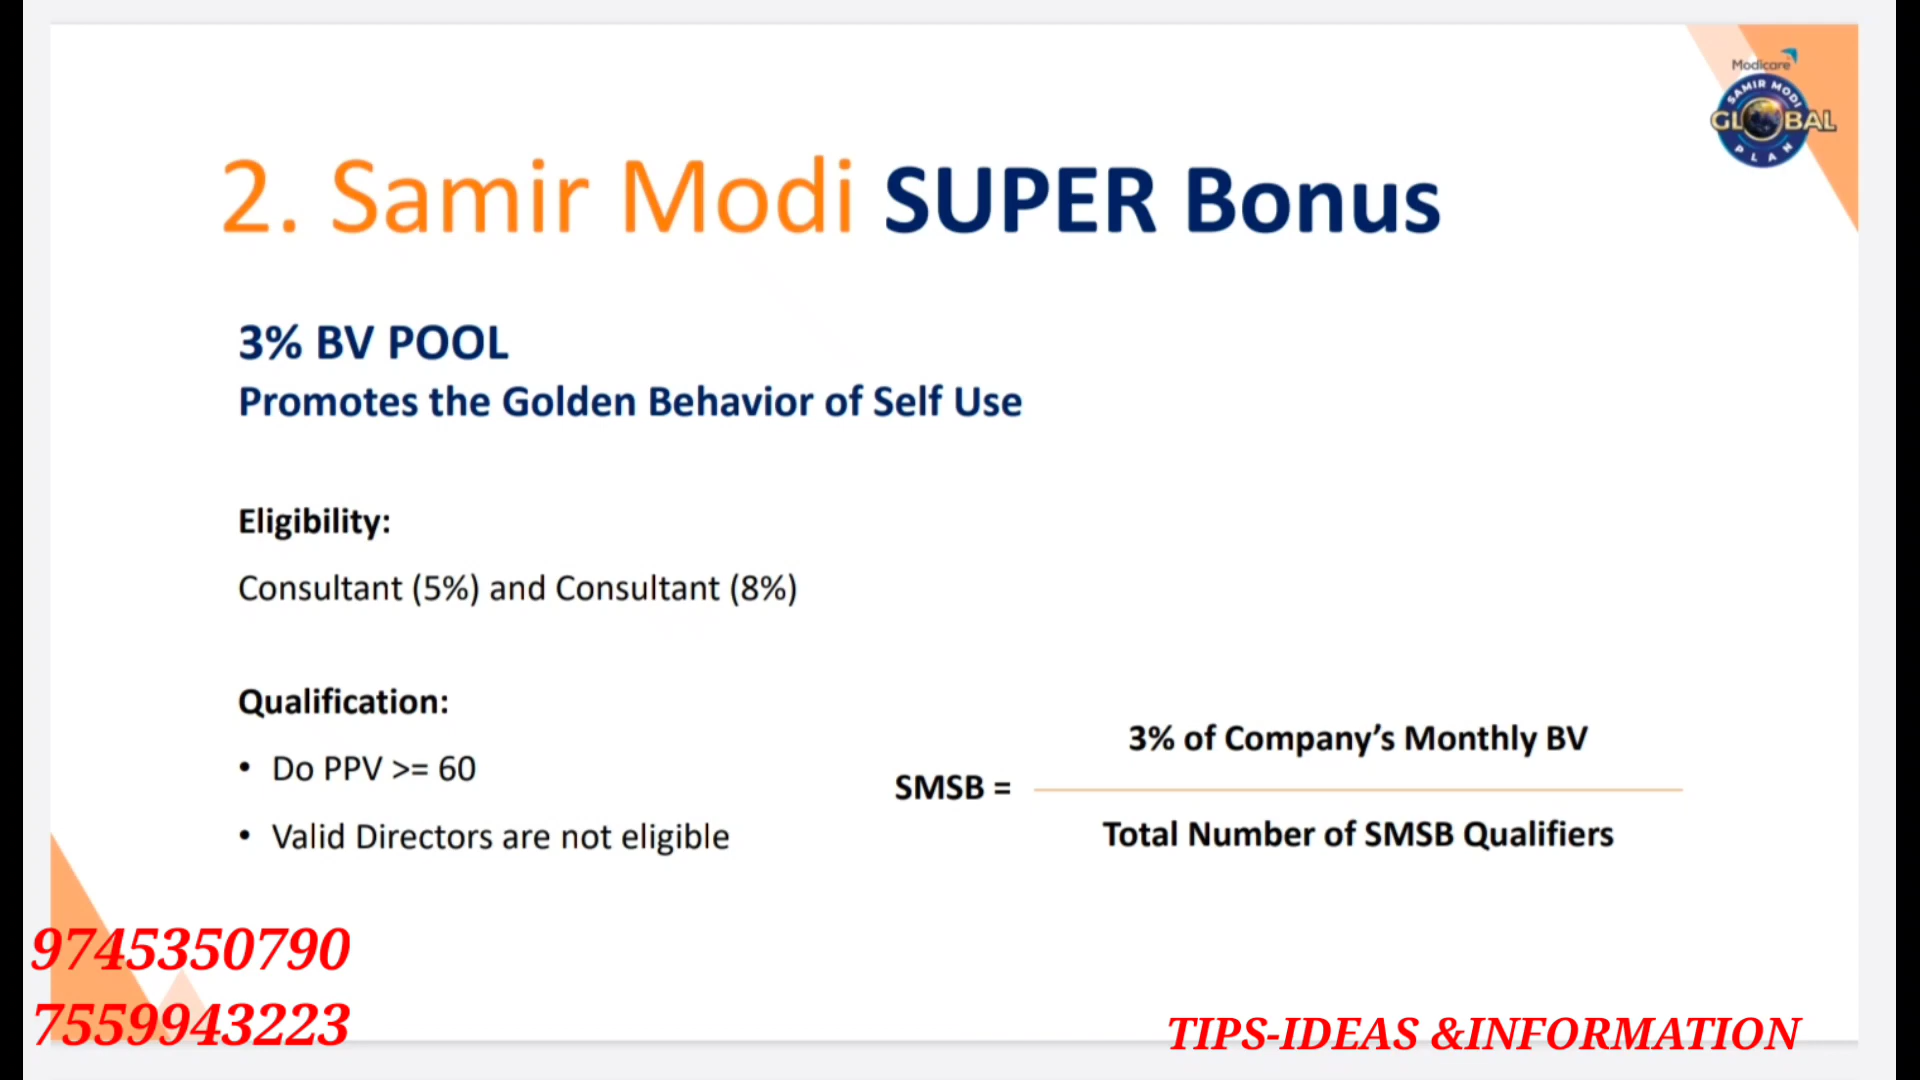 Modicare
SAMIR MODI
GLOBAL
PLAN
2. Samir Modi SUPER Bonus
3% BV POOL
Promotes the Golden Behavior of Self Use
Eligibility:
Consultant (5%) and Consultant (8%)
Qualification:
• Do PPV >= 60
• Valid Directors are not eligible
3% of Company’s Monthly BV
SMSB =
Total Number of SMSB Qualifiers
9745350790
7559943223
TIPS-IDEAS &INFORMATION